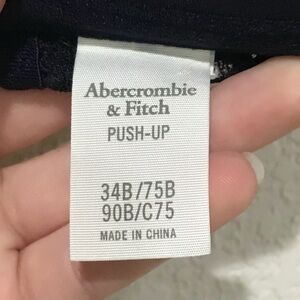 Abercrombie
& Fitch
PUSH-UP
34B/75B
90B/C75
MADE IN CHINA